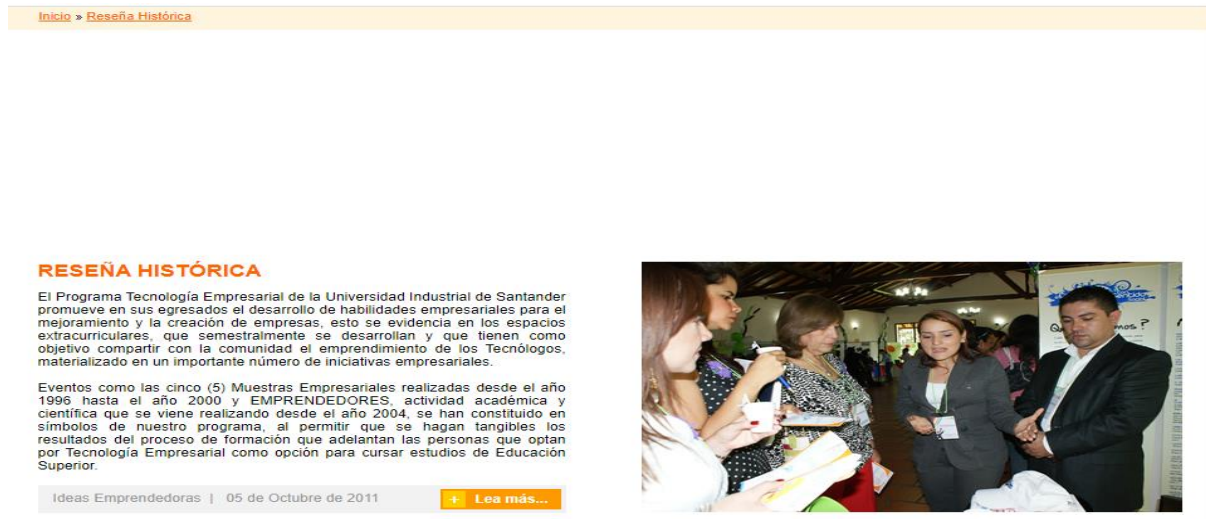 Inicio » Reseña Histórica
RESEÑA HISTÓRICA
El Programa Tecnología Empresarial de la Universidad Industrial de Santander
promueve en sus egresados el desarrollo de habilidades empresariales para el
mejoramiento y la creación de empresas, esto se evidencia en los espacios
extracurriculares, que semestralmente se desarrollan y que tienen como
objetivo compartir con la comunidad el emprendimiento de los Tecnólogos,
materializado en un importante número de iniciativas empresariales.
Eventos como las cinco (5) Muestras Empresariales realizadas desde el año
1996 hasta el año 2000 y EMPRENDEDORES, actividad académica y
científica que se viene realizando desde el año 2004, se han constituido en
símbolos de nuestro programa, al permitir que se hagan tangibles los
resultados del proceso de formación que adelantan las personas que optan
por Tecnología Empresarial como opción para cursar estudios de Educación
Superior.
Ideas Emprendedoras | 05 de Octubre de 2011
+ Lea más...